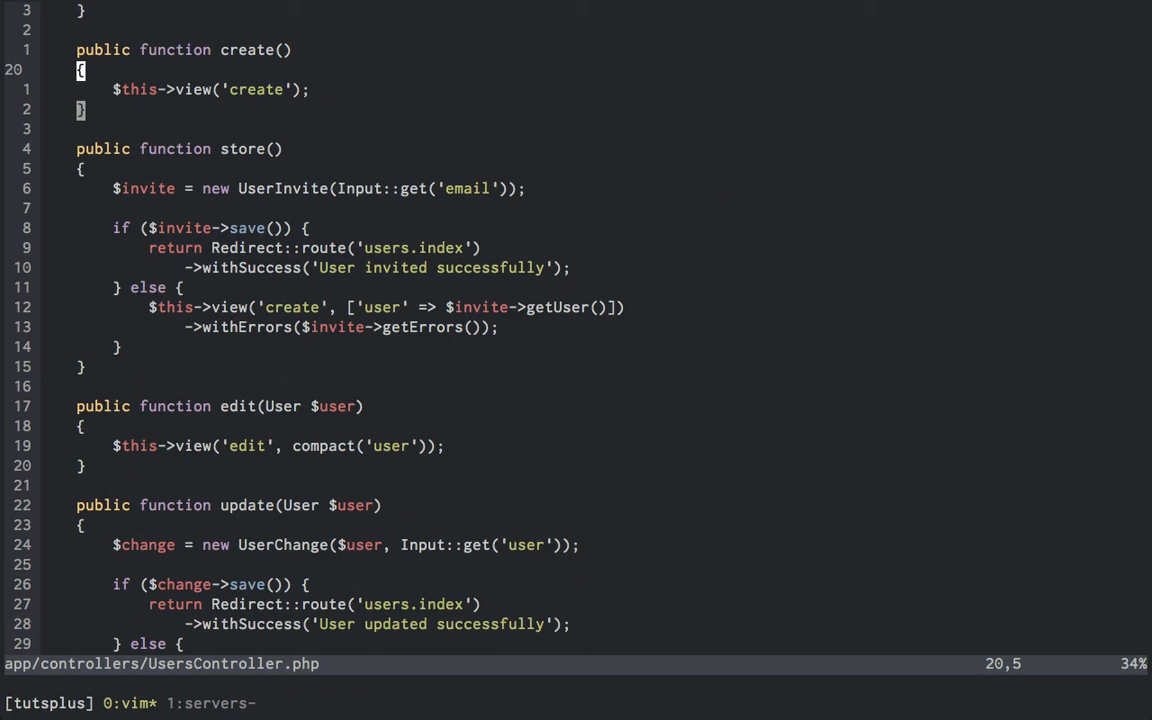 3    }
2
1    public function create()
20   {
1        $this->view('create');
2    }
3
4    public function store()
5    {
6        $invite = new UserInvite(Input::get('email'));
7
8        if ($invite->save()) {
9            return Redirect::route('users.index')
10               ->withSuccess('User invited successfully');
11       } else {
12           $this->view('create', ['user' => $invite->getUser()])
13               ->withErrors($invite->getErrors());
14       }
15   }
16
17   public function edit(User $user)
18   {
19       $this->view('edit', compact('user'));
20   }
21
22   public function update(User $user)
23   {
24       $change = new UserChange($user, Input::get('user'));
25
26       if ($change->save()) {
27           return Redirect::route('users.index')
28               ->withSuccess('User updated successfully');
29       } else {
app/controllers/UsersController.php 20,5 34%
[tutsplus] 0:vim* 1:servers-